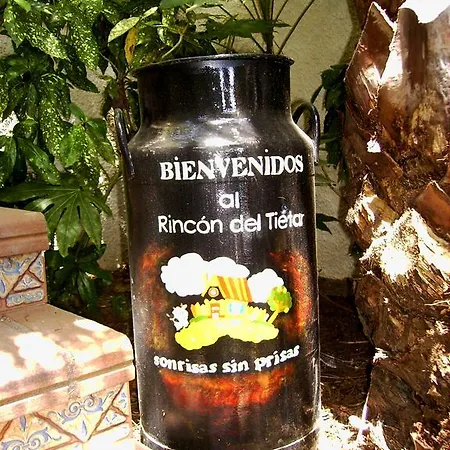 BiENVENiDOS
al
Rincón del Tiétar
sonrisas sin prisas